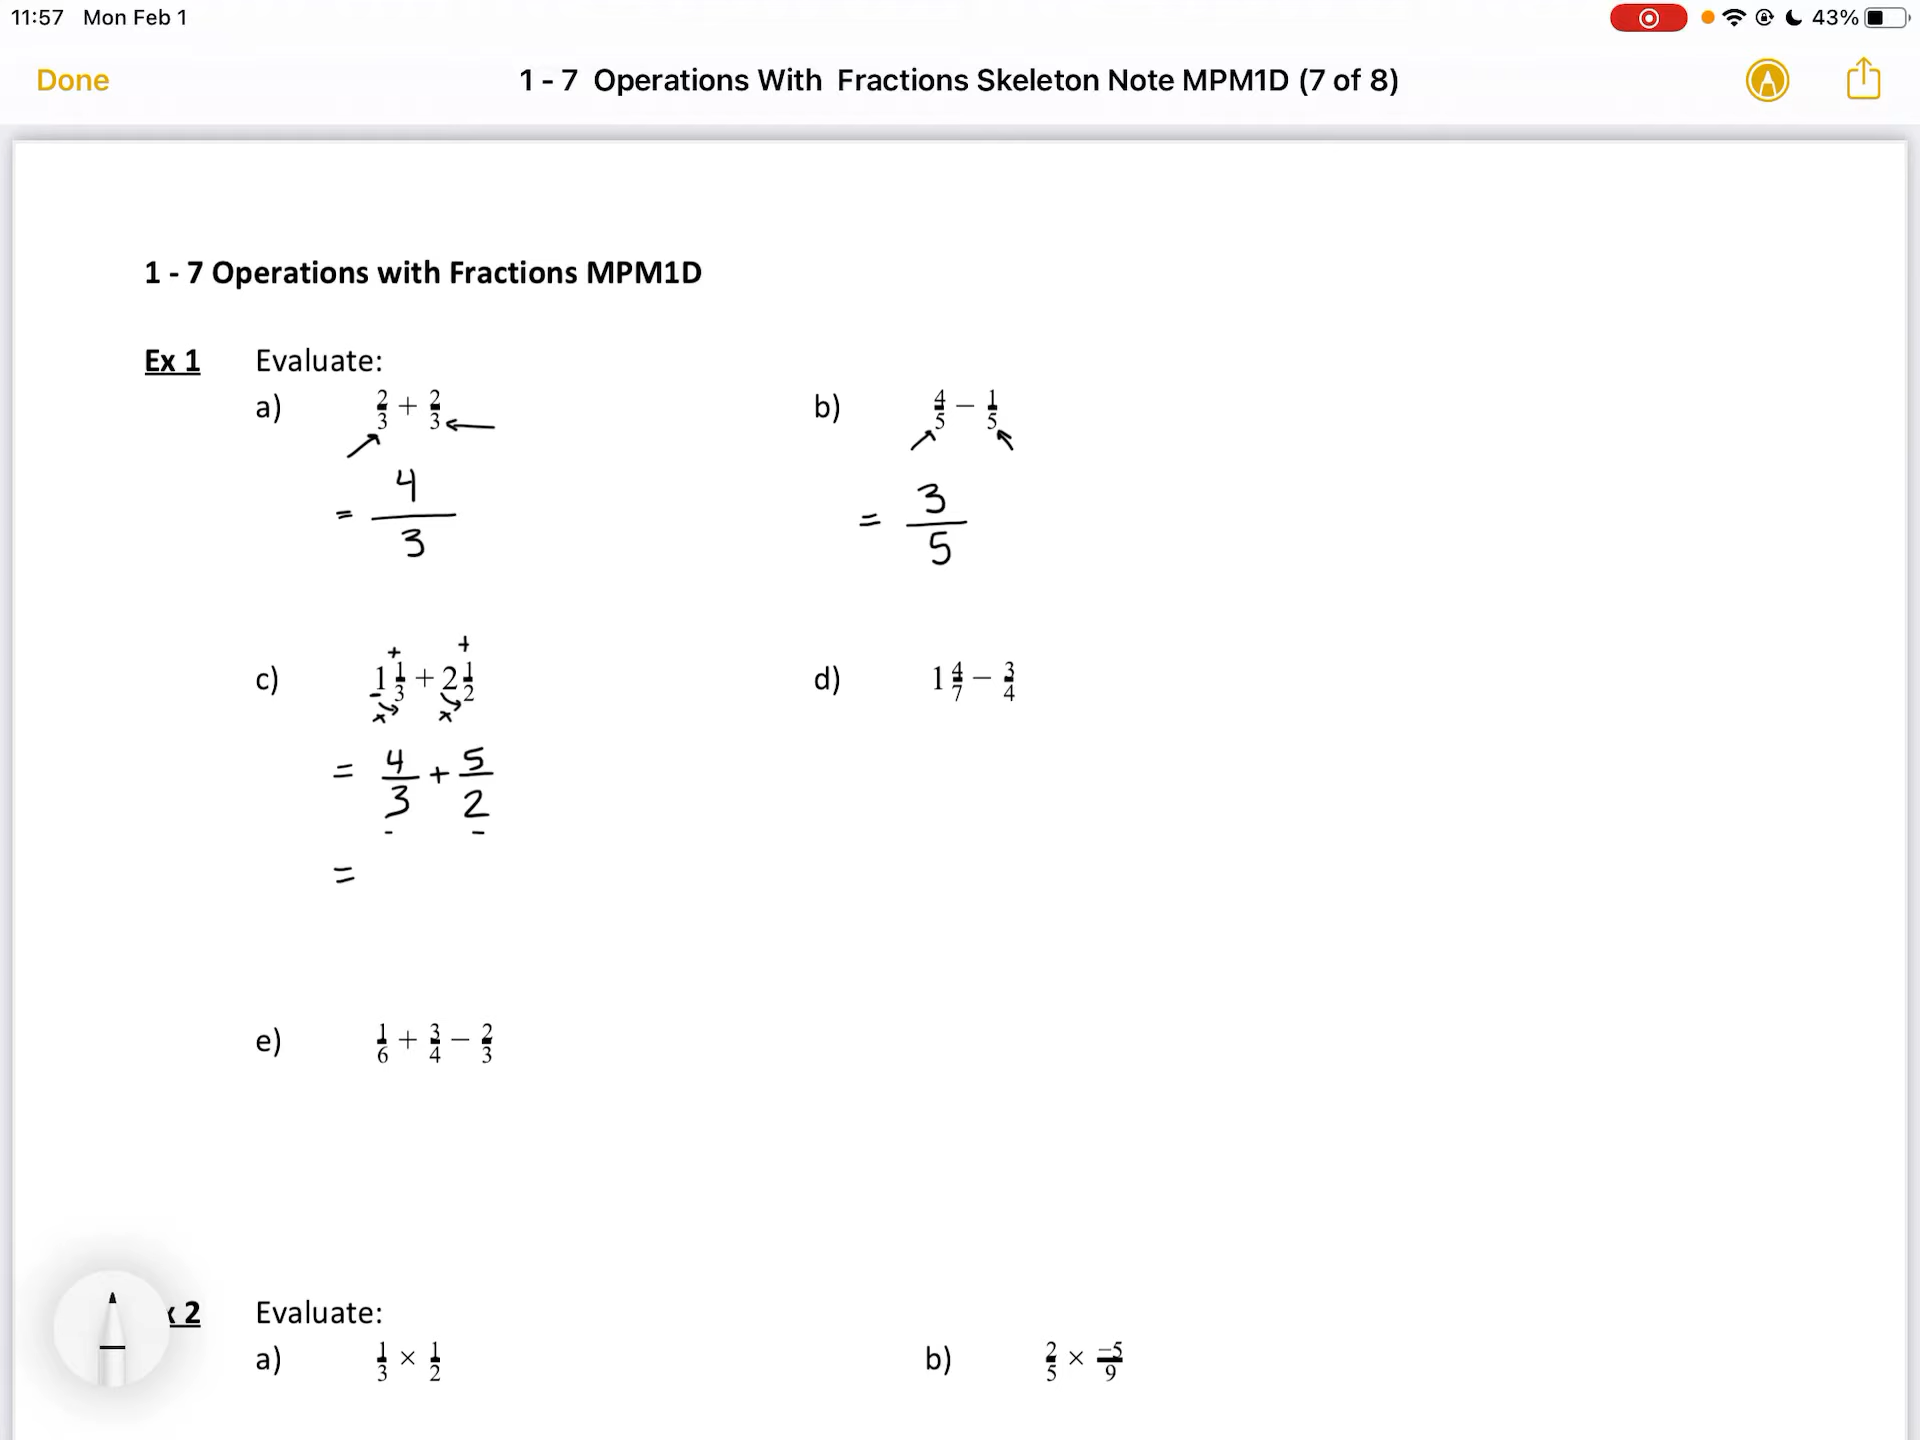 11:57 Mon Feb 1 43%
Done 1 - 7 Operations With Fractions Skeleton Note MPM1D (7 of 8)
1 - 7 Operations with Fractions MPM1D
Ex 1 Evaluate:
a) 2/3 + 2/3 b) 4/5 − 1/5
= 4/3 = 3/5
+ +
c) 1 1/3 + 2 1/2 d) 1 4/7 − 3/4
x x
= 4/3 + 5/2
=
e) 1/6 + 3/4 − 2/3
x 2 Evaluate:
a) 1/3 × 1/2 b) 2/5 × −5/9